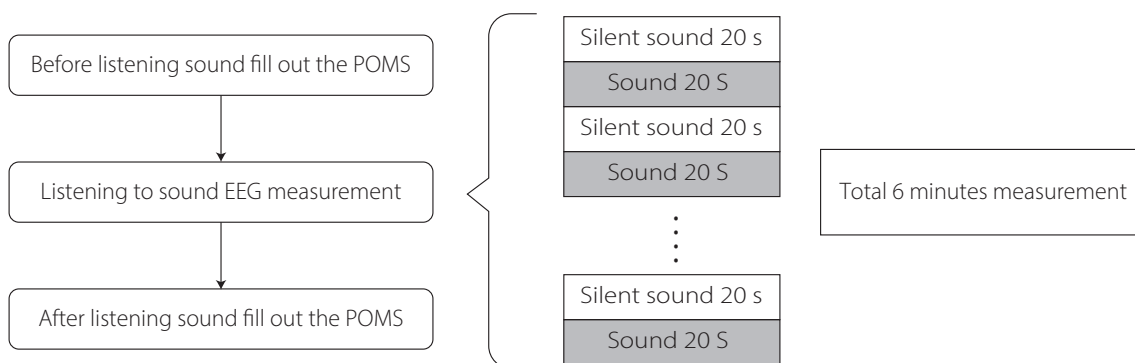 Before listening sound fill out the POMS
Listening to sound EEG measurement
After listening sound fill out the POMS
Silent sound 20 s
Sound 20 S
Silent sound 20 s
Sound 20 S
Silent sound 20 s
Sound 20 S
Total 6 minutes measurement